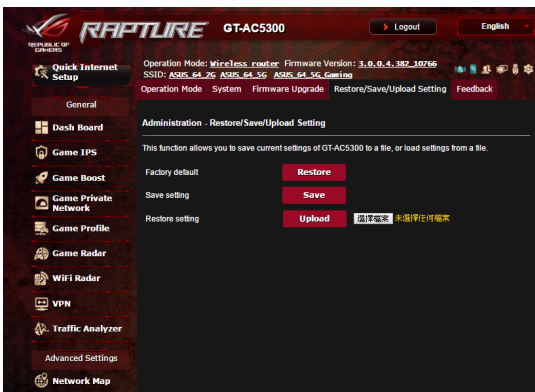 REPUBLIC OF
GAMERS
RAPTURE
GT-AC5300
Logout
English
Operation Mode: Wireless router Firmware Version: 3.0.0.4.382_10766
SSID: ASUS_64_2G ASUS_64_5G ASUS_64_5G_Gaming
Quick Internet
Setup
Operation Mode System Firmware Upgrade Restore/Save/Upload Setting Feedback
General
Dash Board
Game IPS
Game Boost
Game Private
Network
Game Profile
Game Radar
WiFi Radar
VPN
Traffic Analyzer
Advanced Settings
Network Map
Administration - Restore/Save/Upload Setting
This function allows you to save current settings of GT-AC5300 to a file, or load settings from a file.
Factory default Restore
Save setting Save
Restore setting Upload 選擇檔案 未選擇任何檔案